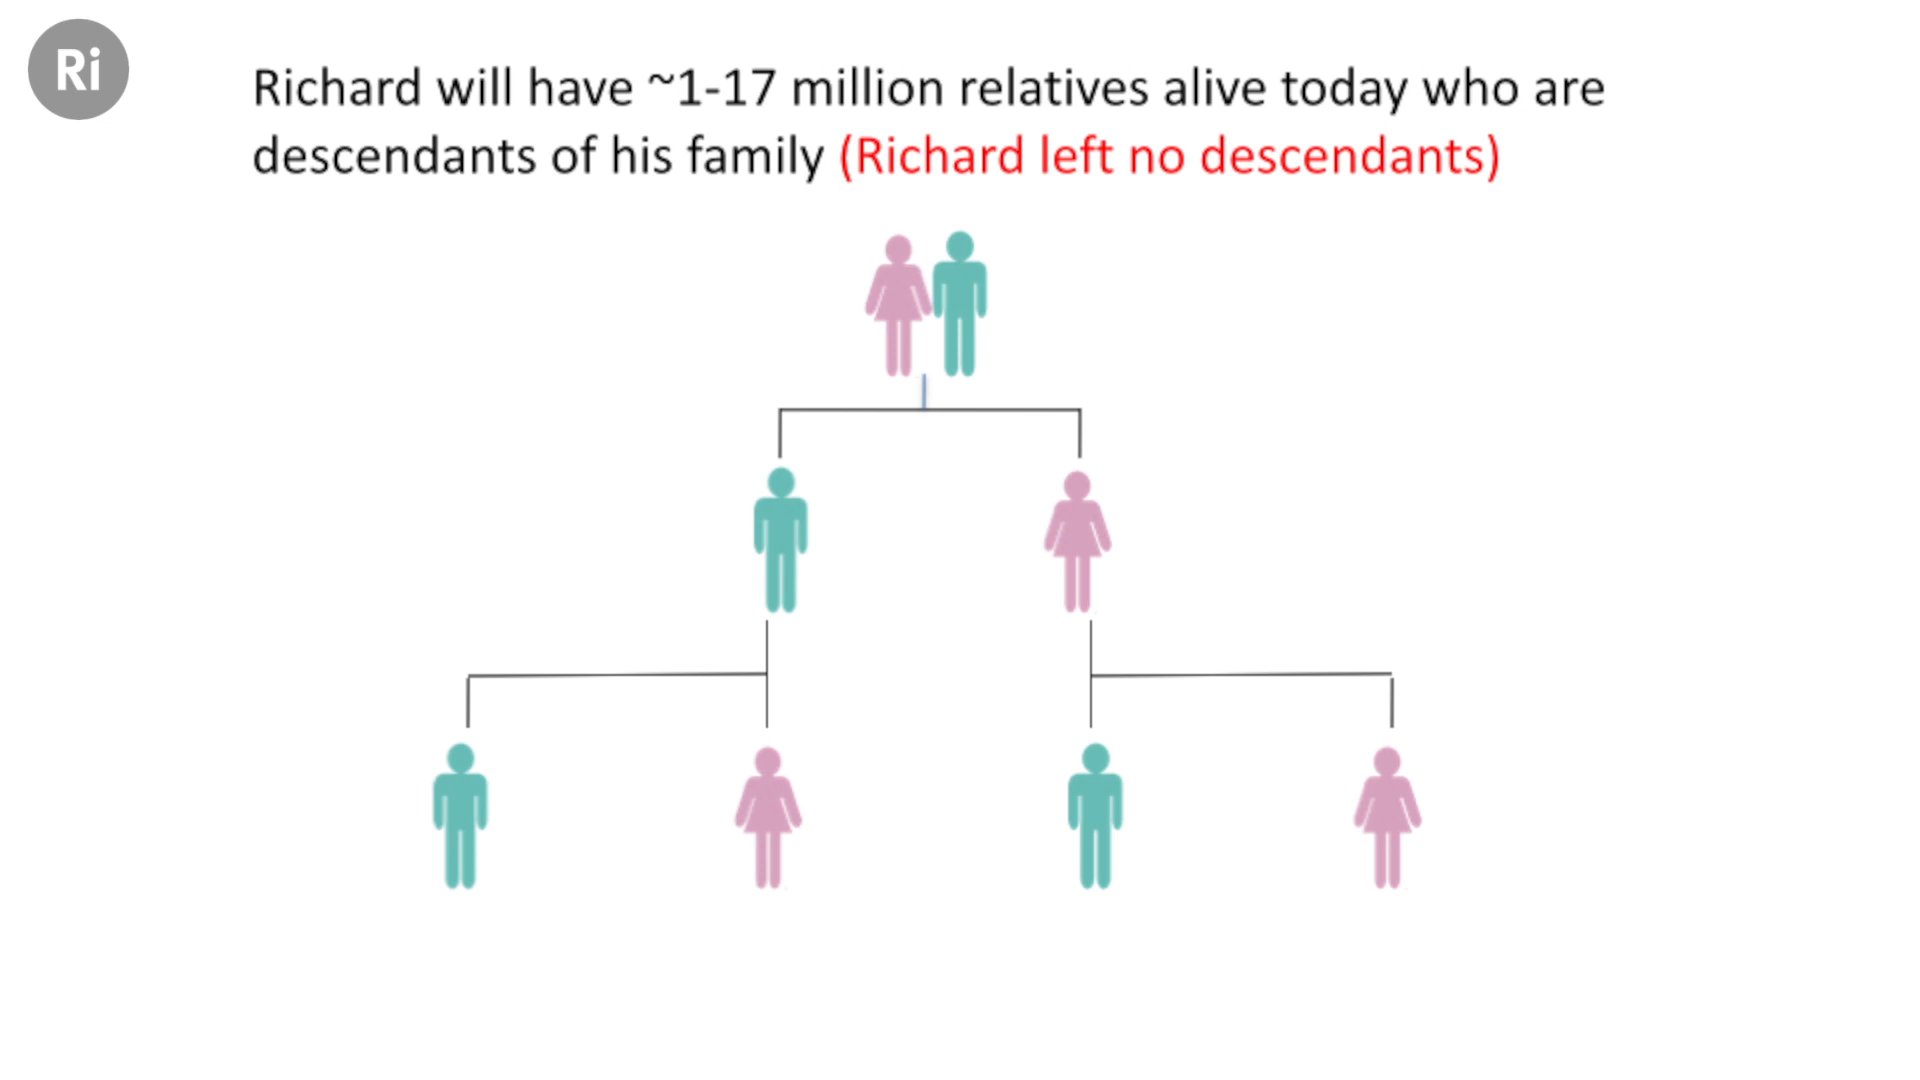 Ri
Richard will have ~1-17 million relatives alive today who are
descendants of his family (Richard left no descendants)